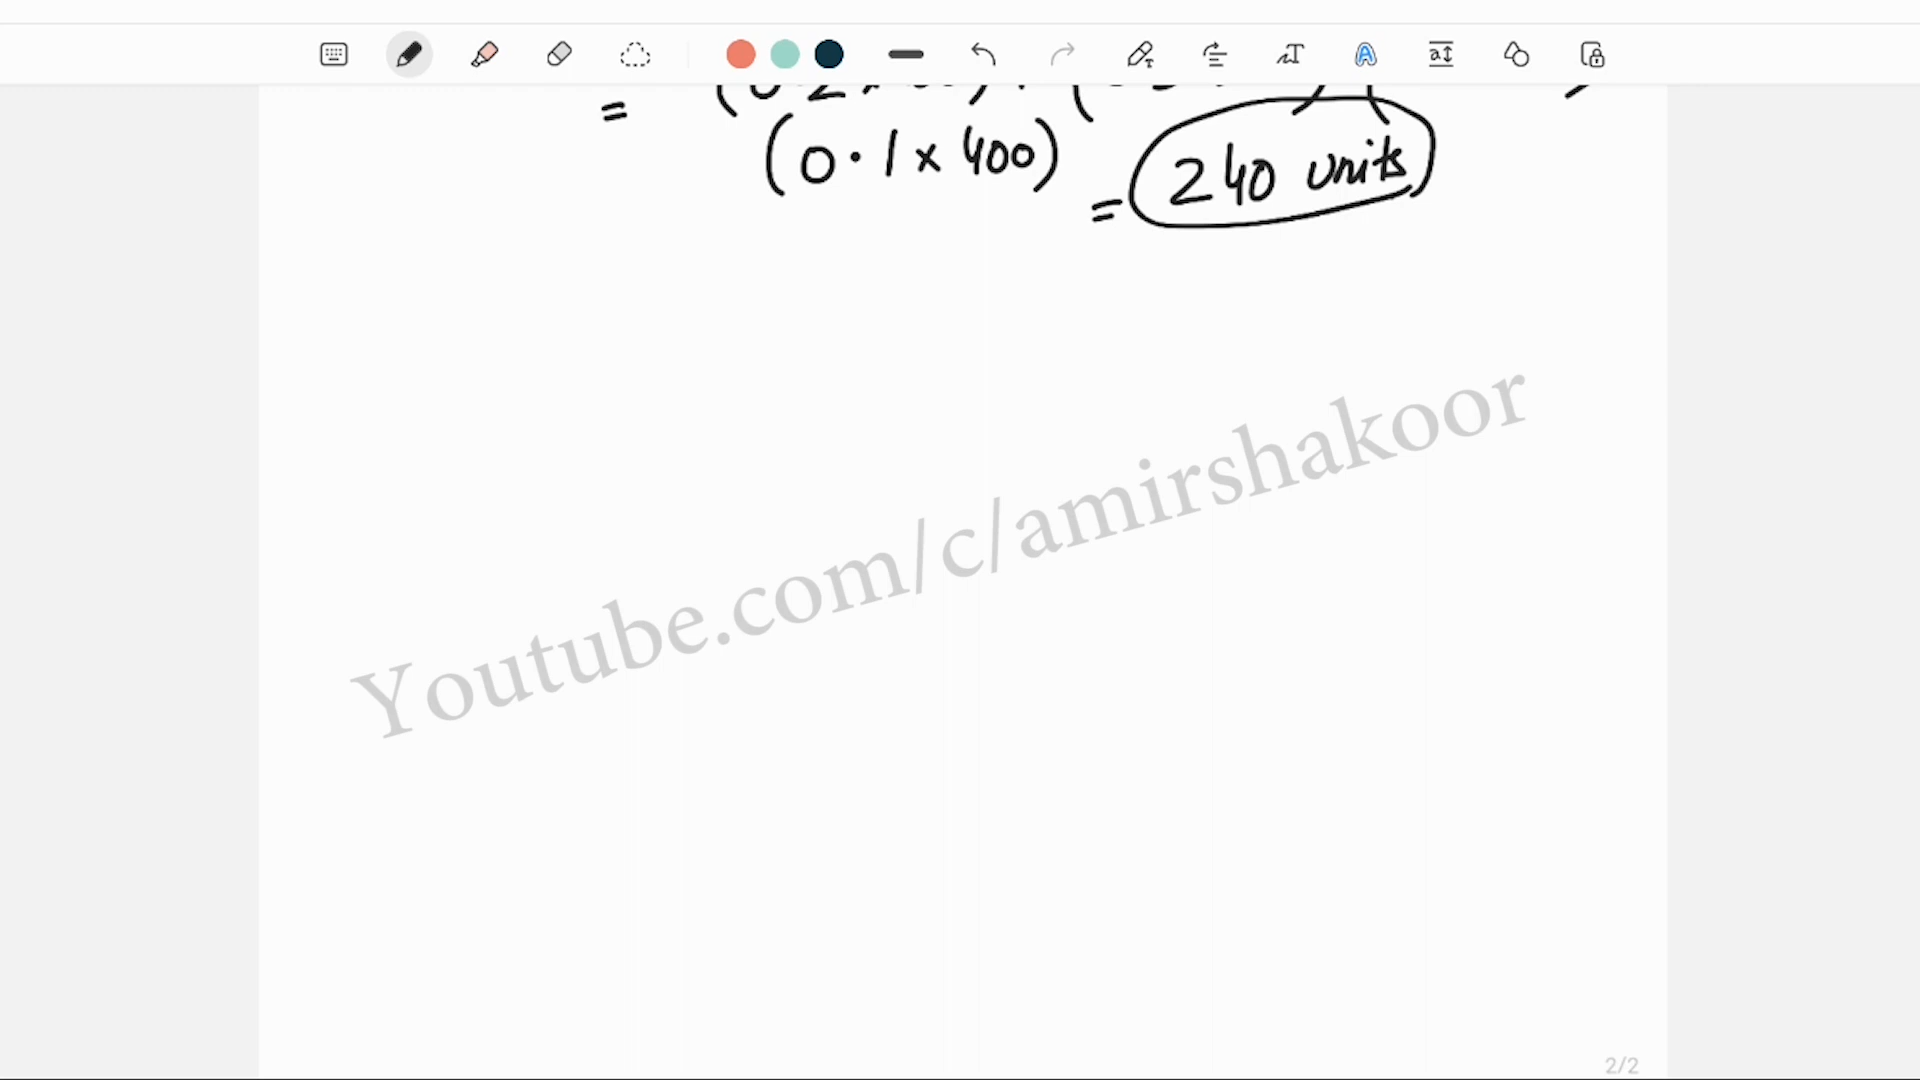 =
(0.1 x 400)
= 240 units
Youtube.com/c/amirshakoor
2/2